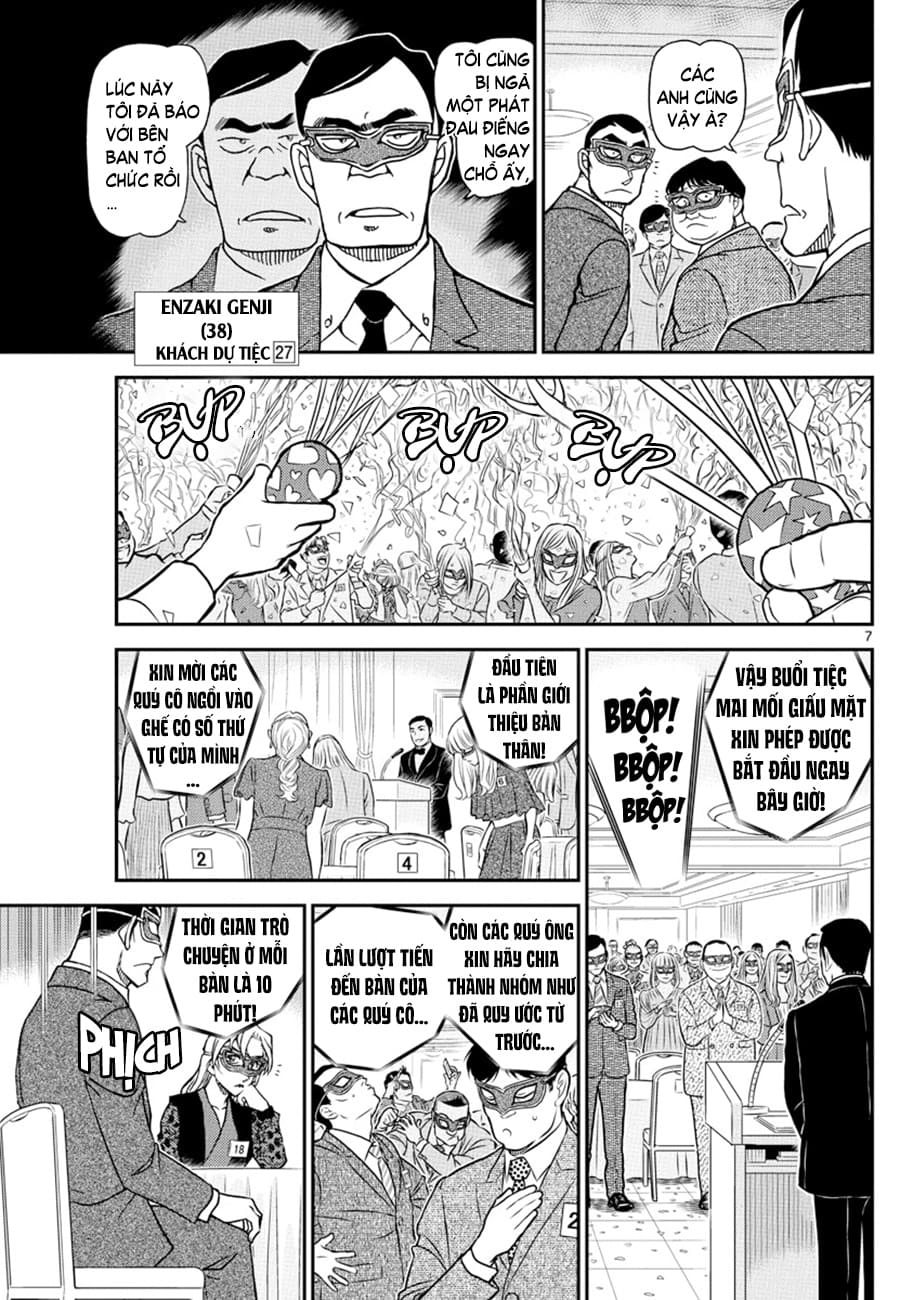 CÁC
ANH CŨNG
VẬY À?
TÔI CŨNG
BỊ NGÃ
MỘT PHÁT
ĐAU ĐIẾNG
NGAY
CHỖ ẤY,
LÚC NÃY
TÔI ĐÃ BÁO
VỚI BÊN
BAN TỔ
CHỨC RỒI
...
ENZAKI GENJI
(38)
KHÁCH DỰ TIỆC 27
BỤP
BỤP
BỤP
7
VẬY BUỔI TIỆC
MAI MỐI GIẤU MẶT
XIN PHÉP ĐƯỢC
BẮT ĐẦU NGAY
BÂY GIỜ!
BBỘP!
BBỘP!
BBỘP!
ĐẦU TIÊN
LÀ PHẦN GIỚI
THIỆU BẢN
THÂN!
XIN MỜI CÁC
QUÝ CÔ NGỒI VÀO
GHẾ CÓ SỐ THỨ
TỰ CỦA MÌNH
...
6
2
4
CÒN CÁC QUÝ ÔNG
XIN HÃY CHIA
THÀNH NHÓM NHƯ
ĐÃ QUY ƯỚC TỪ
TRƯỚC...
LẦN LƯỢT TIẾN
ĐẾN BÀN CỦA
CÁC QUÝ CÔ...
2
THỜI GIAN TRÒ
CHUYỆN Ở MỖI
BÀN LÀ 10
PHÚT!
PHỊCH
18